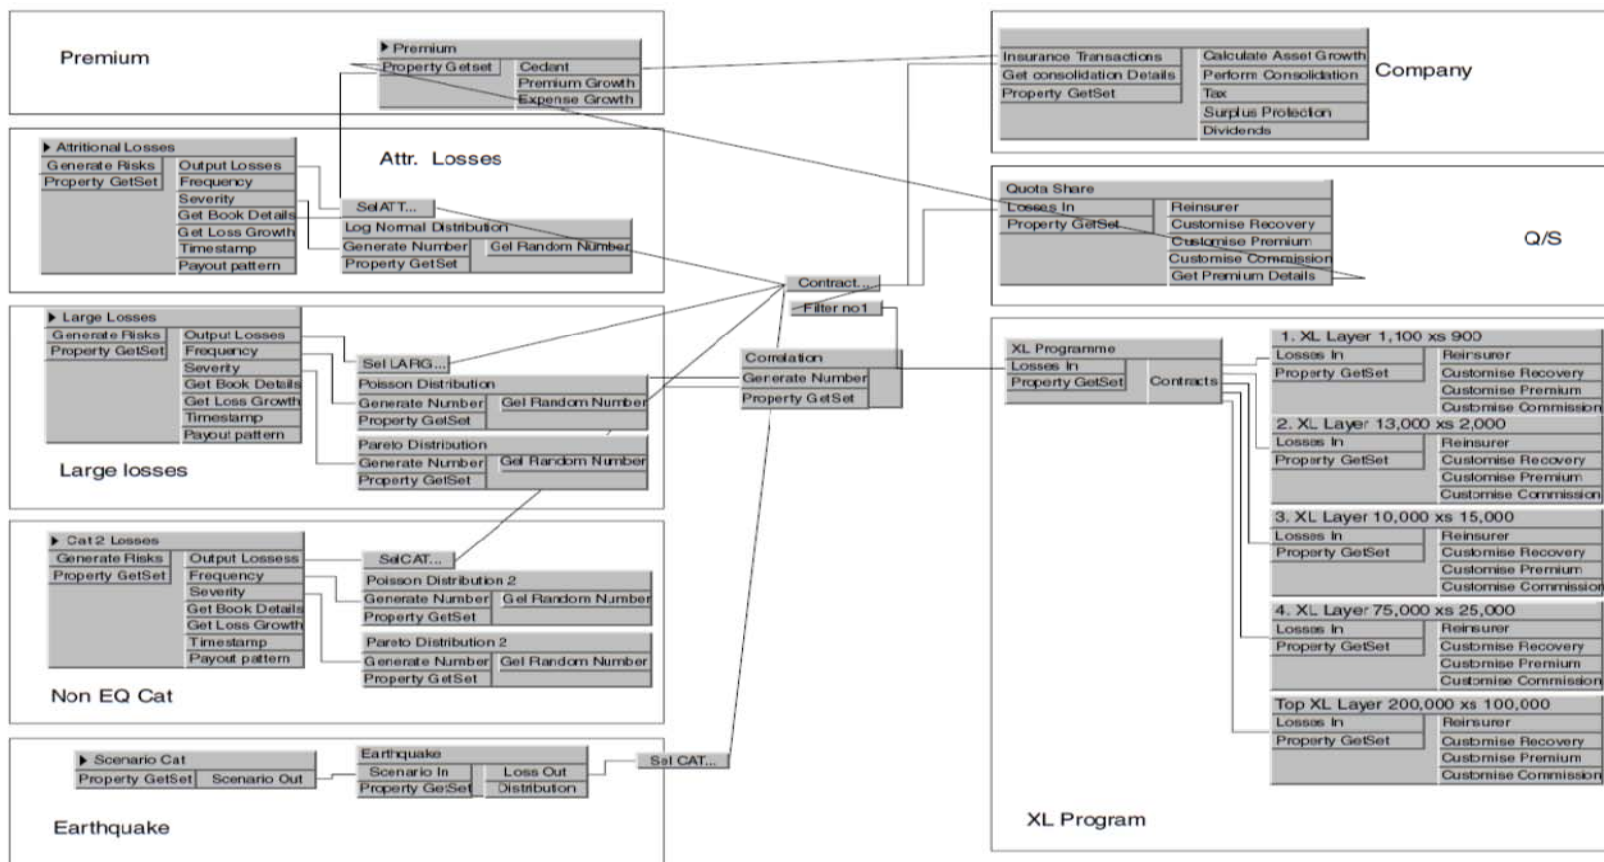 Premium
▶ Premium
Property Getset
Cedant
Premium Growth
Expense Growth
▶ Attritional Losses
Generate Risks
Property GetSet
Output Losses
Frequency
Severity
Get Book Details
Get Loss Growth
Timestamp
Payout pattern
Attr. Losses
SelATT...
Log Normal Distribution
Generate Number
Gel Random Number
Property GetSet
▶ Large Losses
Generate Risks
Property GetSet
Output Losses
Frequency
Severity
Get Book Details
Get Loss Growth
Timestamp
Payout pattern
Large losses
Sel LARG...
Poisson Distribution
Generate Number
Gel Random Number
Property GetSet
Pareto Distribution
Generate Number
Gel Random Number
Property GetSet
▶ Cat 2 Losses
Generate Risks
Property GetSet
Output Lossess
Frequency
Severity
Get Book Details
Get Loss Growth
Timestamp
Payout pattern
Non EQ Cat
SelCAT...
Poisson Distribution 2
Generate Number
Gel Random Number
Property GetSet
Pareto Distribution 2
Generate Number
Gel Random Number
Property GetSet
▶ Scenario Cat
Property GetSet
Scenario Out
Earthquake
Scenario In
Property GetSet
Loss Out
Distribution
Sel CAT...
Earthquake
Contract...
Filter no1
Correlation
Generate Number
Property GetSet
Insurance Transactions
Get consolidation Details
Property GetSet
Calculate Asset Growth
Perform Consolidation
Tax
Surplus Protection
Dividends
Company
Quota Share
Losses In
Property GetSet
Reinsurer
Customise Recovery
Customise Premium
Customise Commission
Get Premium Details
Q/S
XL Programme
Losses In
Property GetSet
Contracts
1. XL Layer 1,100 xs 900
Losses In
Property GetSet
Reinsurer
Customise Recovery
Customise Premium
Customise Commission
2. XL Layer 13,000 xs 2,000
Losses In
Property GetSet
Reinsurer
Customise Recovery
Customise Premium
Customise Commission
3. XL Layer 10,000 xs 15,000
Losses In
Property GetSet
Reinsurer
Customise Recovery
Customise Premium
Customise Commission
4. XL Layer 75,000 xs 25,000
Losses In
Property GetSet
Reinsurer
Customise Recovery
Customise Premium
Customise Commission
Top XL Layer 200,000 xs 100,000
Losses In
Property GetSet
Reinsurer
Customise Recovery
Customise Premium
Customise Commission
XL Program